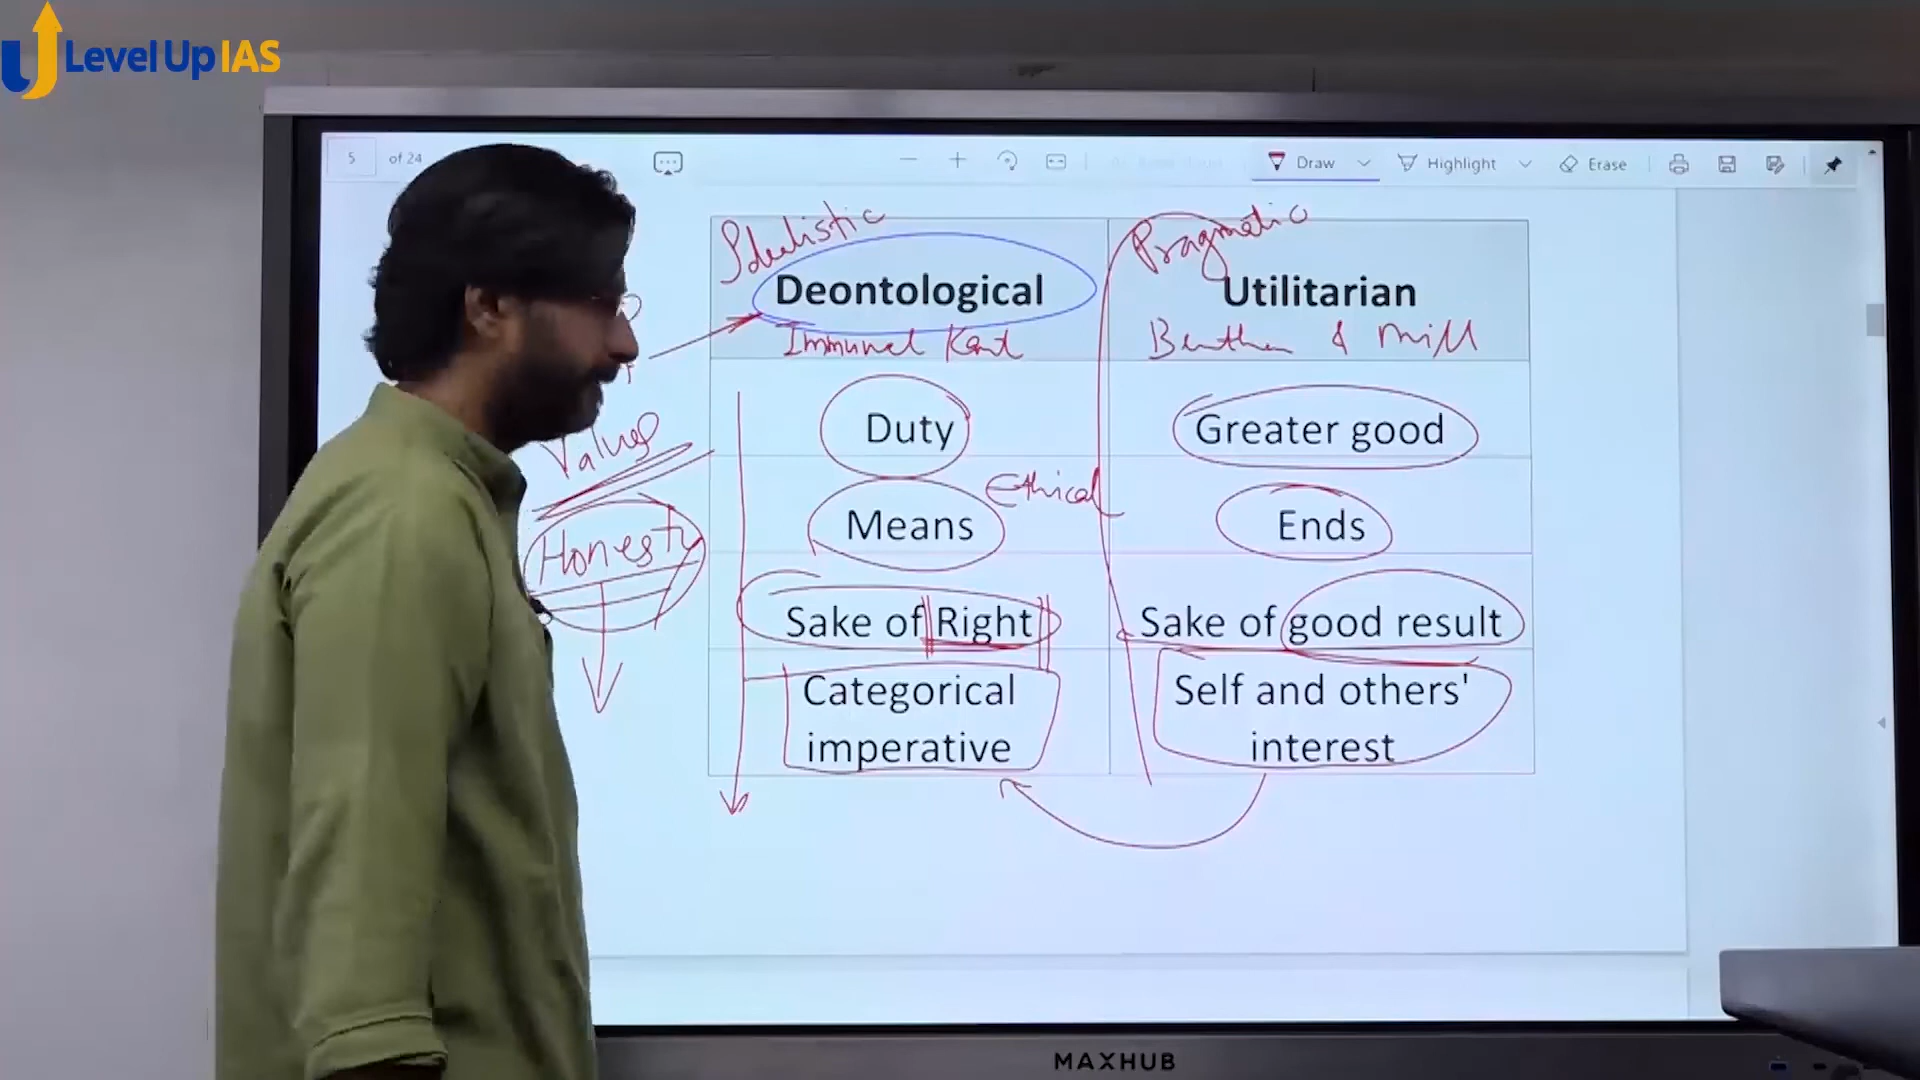 Level Up IAS
5 of 24
Draw
Highlight
Erase
Idealistic
Pragmatic
Deontological
Utilitarian
Immunel Kant
Bentham & Mill
Duty
Greater good
Values
Ethical
Means
Ends
Honesty
Sake of Right
Sake of good result
Categorical
imperative
Self and others'
interest
MAXHUB